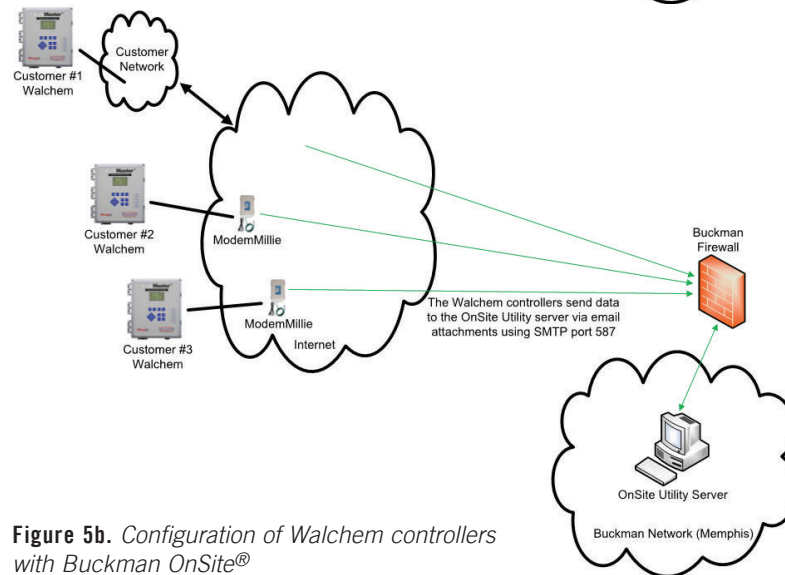 Customer
Network
Customer #1
Walchem
Master
Customer #2
Walchem
ModemMillie
Buckman
Firewall
Master
Customer #3
Walchem
ModemMillie
Internet
The Walchem controllers send data
to the OnSite Utility server via email
attachments using SMTP port 587
OnSite Utility Server
Buckman Network (Memphis)
Figure 5b. Configuration of Walchem controllers
with Buckman OnSite®